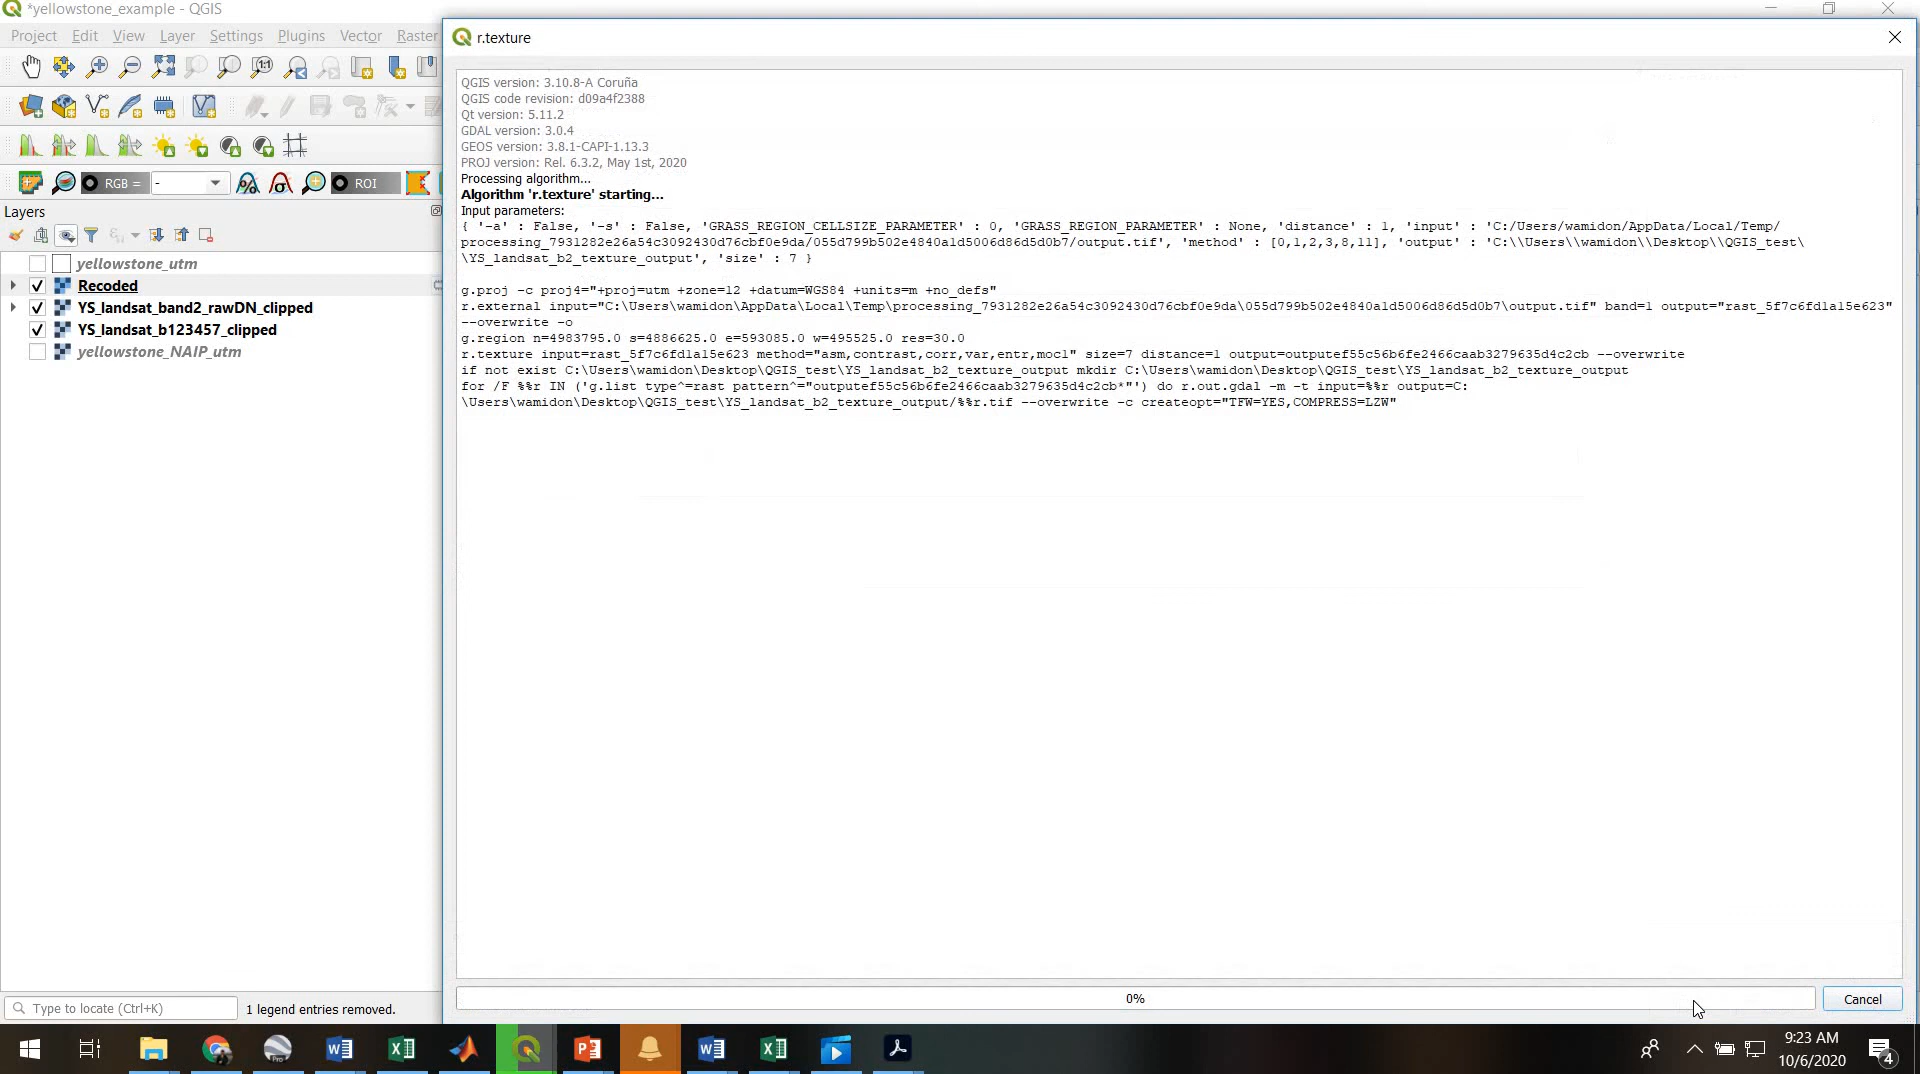 *yellowstone_example - QGIS
Project Edit View Layer Settings Plugins Vector Raster
RGB = - ROI
Layers
yellowstone_utm
Recoded
YS_landsat_band2_rawDN_clipped
YS_landsat_b123457_clipped
yellowstone_NAIP_utm
Type to locate (Ctrl+K) 1 legend entries removed.
r.texture
QGIS version: 3.10.8-A Coruña
QGIS code revision: d09a4f2388
Qt version: 5.11.2
GDAL version: 3.0.4
GEOS version: 3.8.1-CAPI-1.13.3
PROJ version: Rel. 6.3.2, May 1st, 2020
Processing algorithm...
Algorithm 'r.texture' starting...
Input parameters:
{ '-a' : False, '-s' : False, 'GRASS_REGION_CELLSIZE_PARAMETER' : 0, 'GRASS_REGION_PARAMETER' : None, 'distance' : 1, 'input' : 'C:/Users/wamidon/AppData/Local/Temp/
processing_7931282e26a54c3092430d76cbf0e9da/055d799b502e4840a1d5006d86d5d0b7/output.tif', 'method' : [0,1,2,3,8,11], 'output' : 'C:\\Users\\wamidon\\Desktop\\QGIS_test\
\YS_landsat_b2_texture_output', 'size' : 7 }
g.proj -c proj4="+proj=utm +zone=12 +datum=WGS84 +units=m +no_defs"
r.external input="C:\Users\wamidon\AppData\Local\Temp\processing_7931282e26a54c3092430d76cbf0e9da\055d799b502e4840a1d5006d86d5d0b7\output.tif" band=1 output="rast_5f7c6fd1a15e623"
--overwrite -o
g.region n=4983795.0 s=4886625.0 e=593085.0 w=495525.0 res=30.0
r.texture input=rast_5f7c6fd1a15e623 method="asm,contrast,corr,var,entr,moc1" size=7 distance=1 output=outputef55c56b6fe2466caab3279635d4c2cb --overwrite
if not exist C:\Users\wamidon\Desktop\QGIS_test\YS_landsat_b2_texture_output mkdir C:\Users\wamidon\Desktop\QGIS_test\YS_landsat_b2_texture_output
for /F %%r IN ('g.list type^=rast pattern^="outputef55c56b6fe2466caab3279635d4c2cb*"') do r.out.gdal -m -t input=%%r output=C:
\Users\wamidon\Desktop\QGIS_test\YS_landsat_b2_texture_output/%%r.tif --overwrite -c createopt="TFW=YES,COMPRESS=LZW"
0%
Cancel
9:23 AM
10/6/2020
4